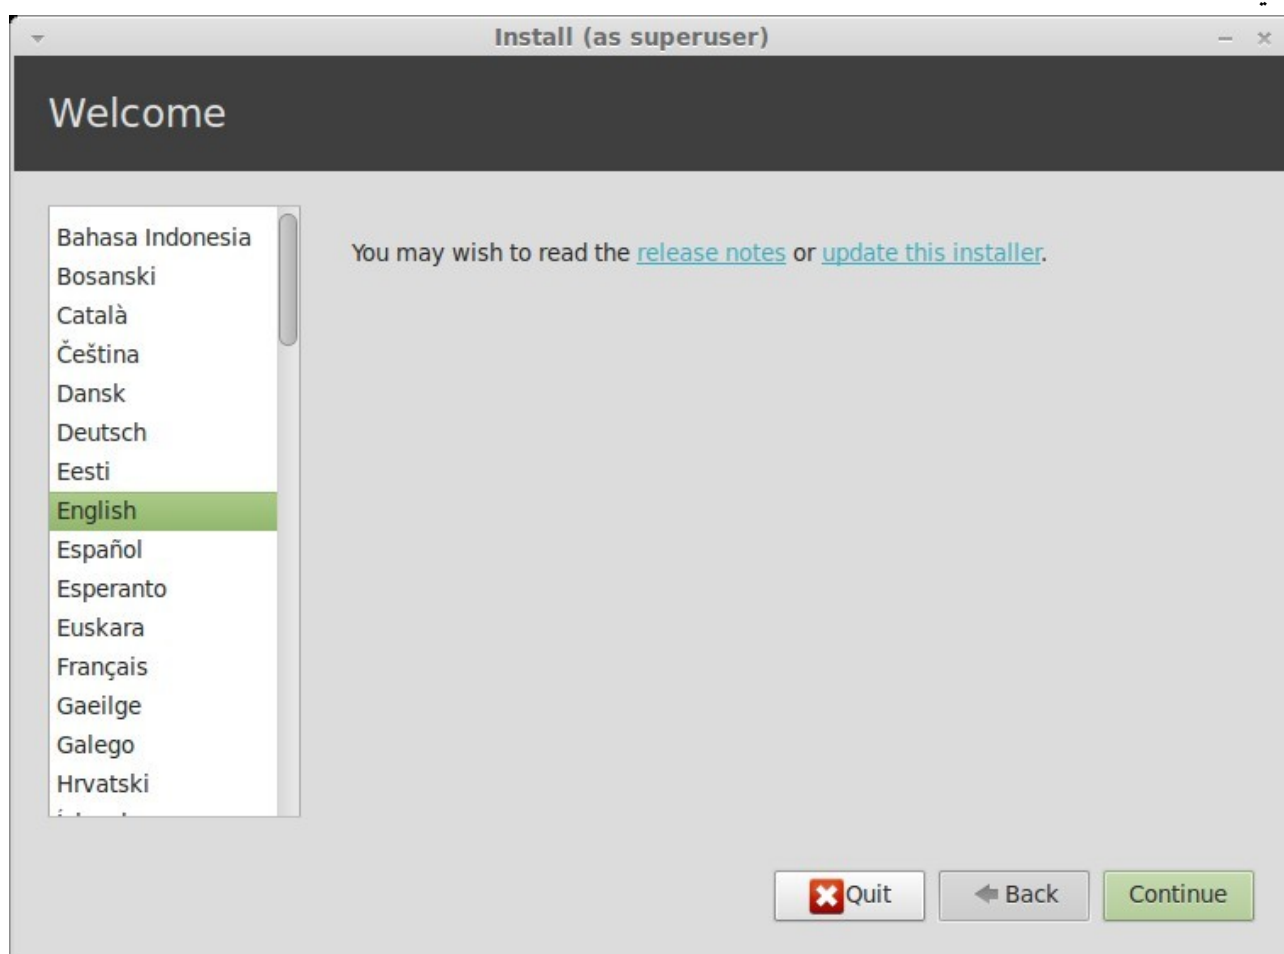 ي
Install (as superuser)
Welcome
Bahasa Indonesia
Bosanski
Català
Čeština
Dansk
Deutsch
Eesti
English
Español
Esperanto
Euskara
Français
Gaeilge
Galego
Hrvatski
You may wish to read the release notes or update this installer.
Quit
Back
Continue